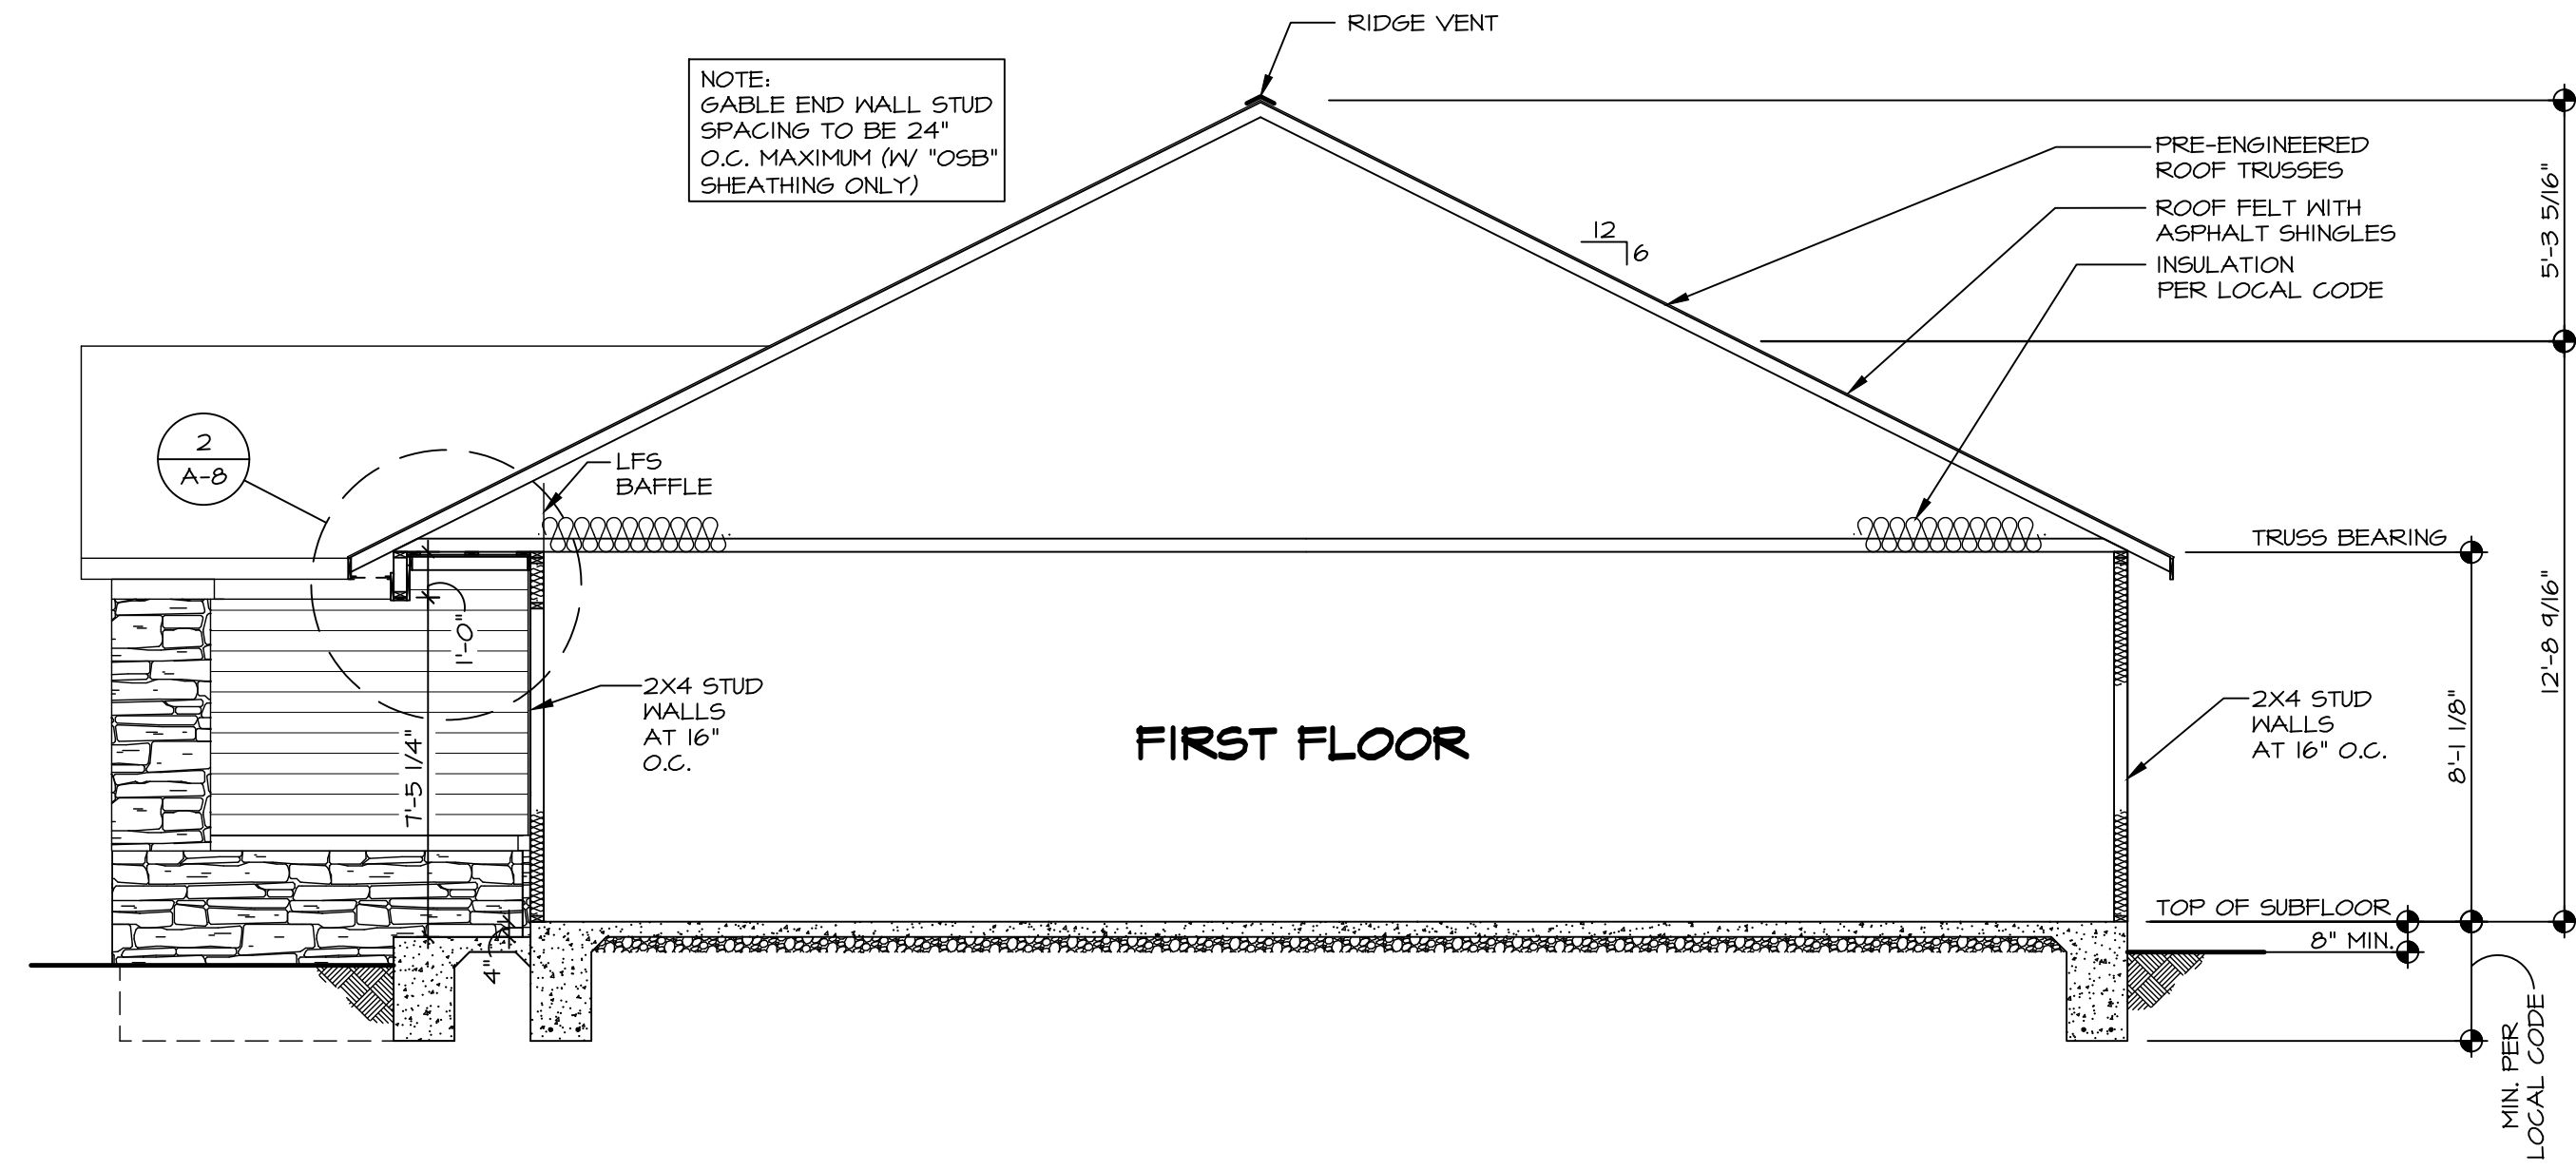 RIDGE VENT
NOTE:
GABLE END WALL STUD
SPACING TO BE 24"
O.C. MAXIMUM (W/ "OSB"
SHEATHING ONLY)
PRE-ENGINEERED
ROOF TRUSSES
ROOF FELT WITH
ASPHALT SHINGLES
INSULATION
PER LOCAL CODE
12
6
5'-3 5/16"
2
A-8
LFS
BAFFLE
TRUSS BEARING
12'-8 9/16"
1'-0"
2X4 STUD
WALLS
AT 16"
O.C.
FIRST FLOOR
2X4 STUD
WALLS
AT 16" O.C.
8'-1 1/8"
7'-5 1/4"
TOP OF SUBFLOOR
8" MIN.
4"
MIN. PER
LOCAL CODE